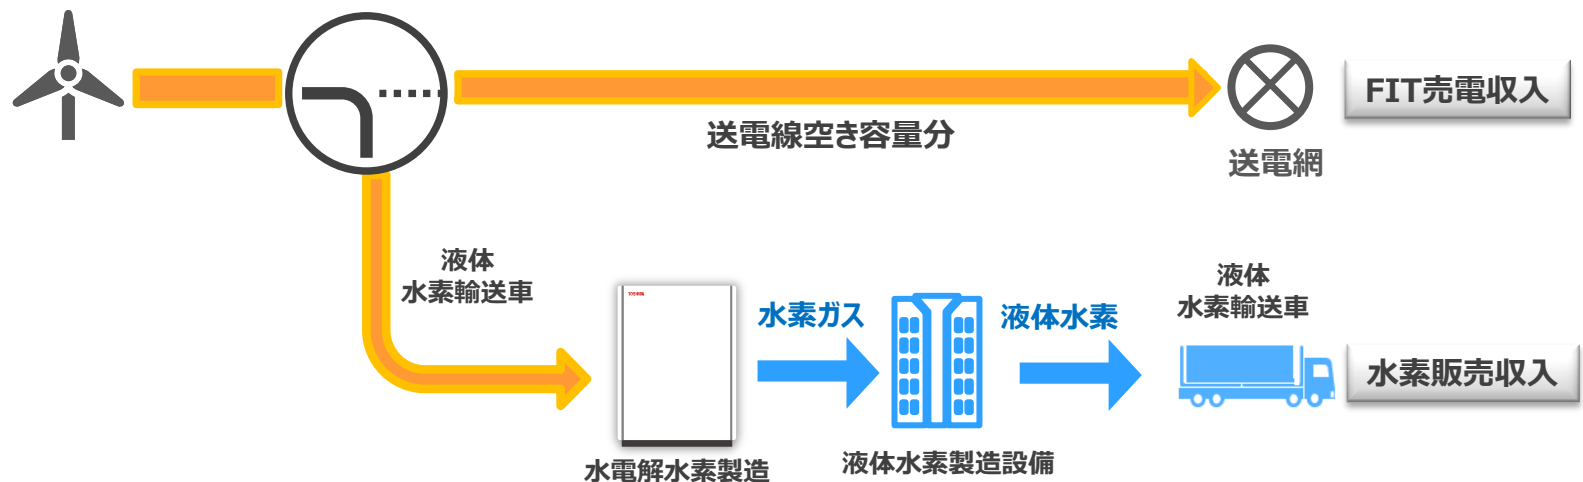 FIT売電収入
送電線空き容量分
送電網
液体
水素輸送車
TOSHIBA
水素ガス
液体水素
液体
水素輸送車
水素販売収入
水電解水素製造
液体水素製造設備